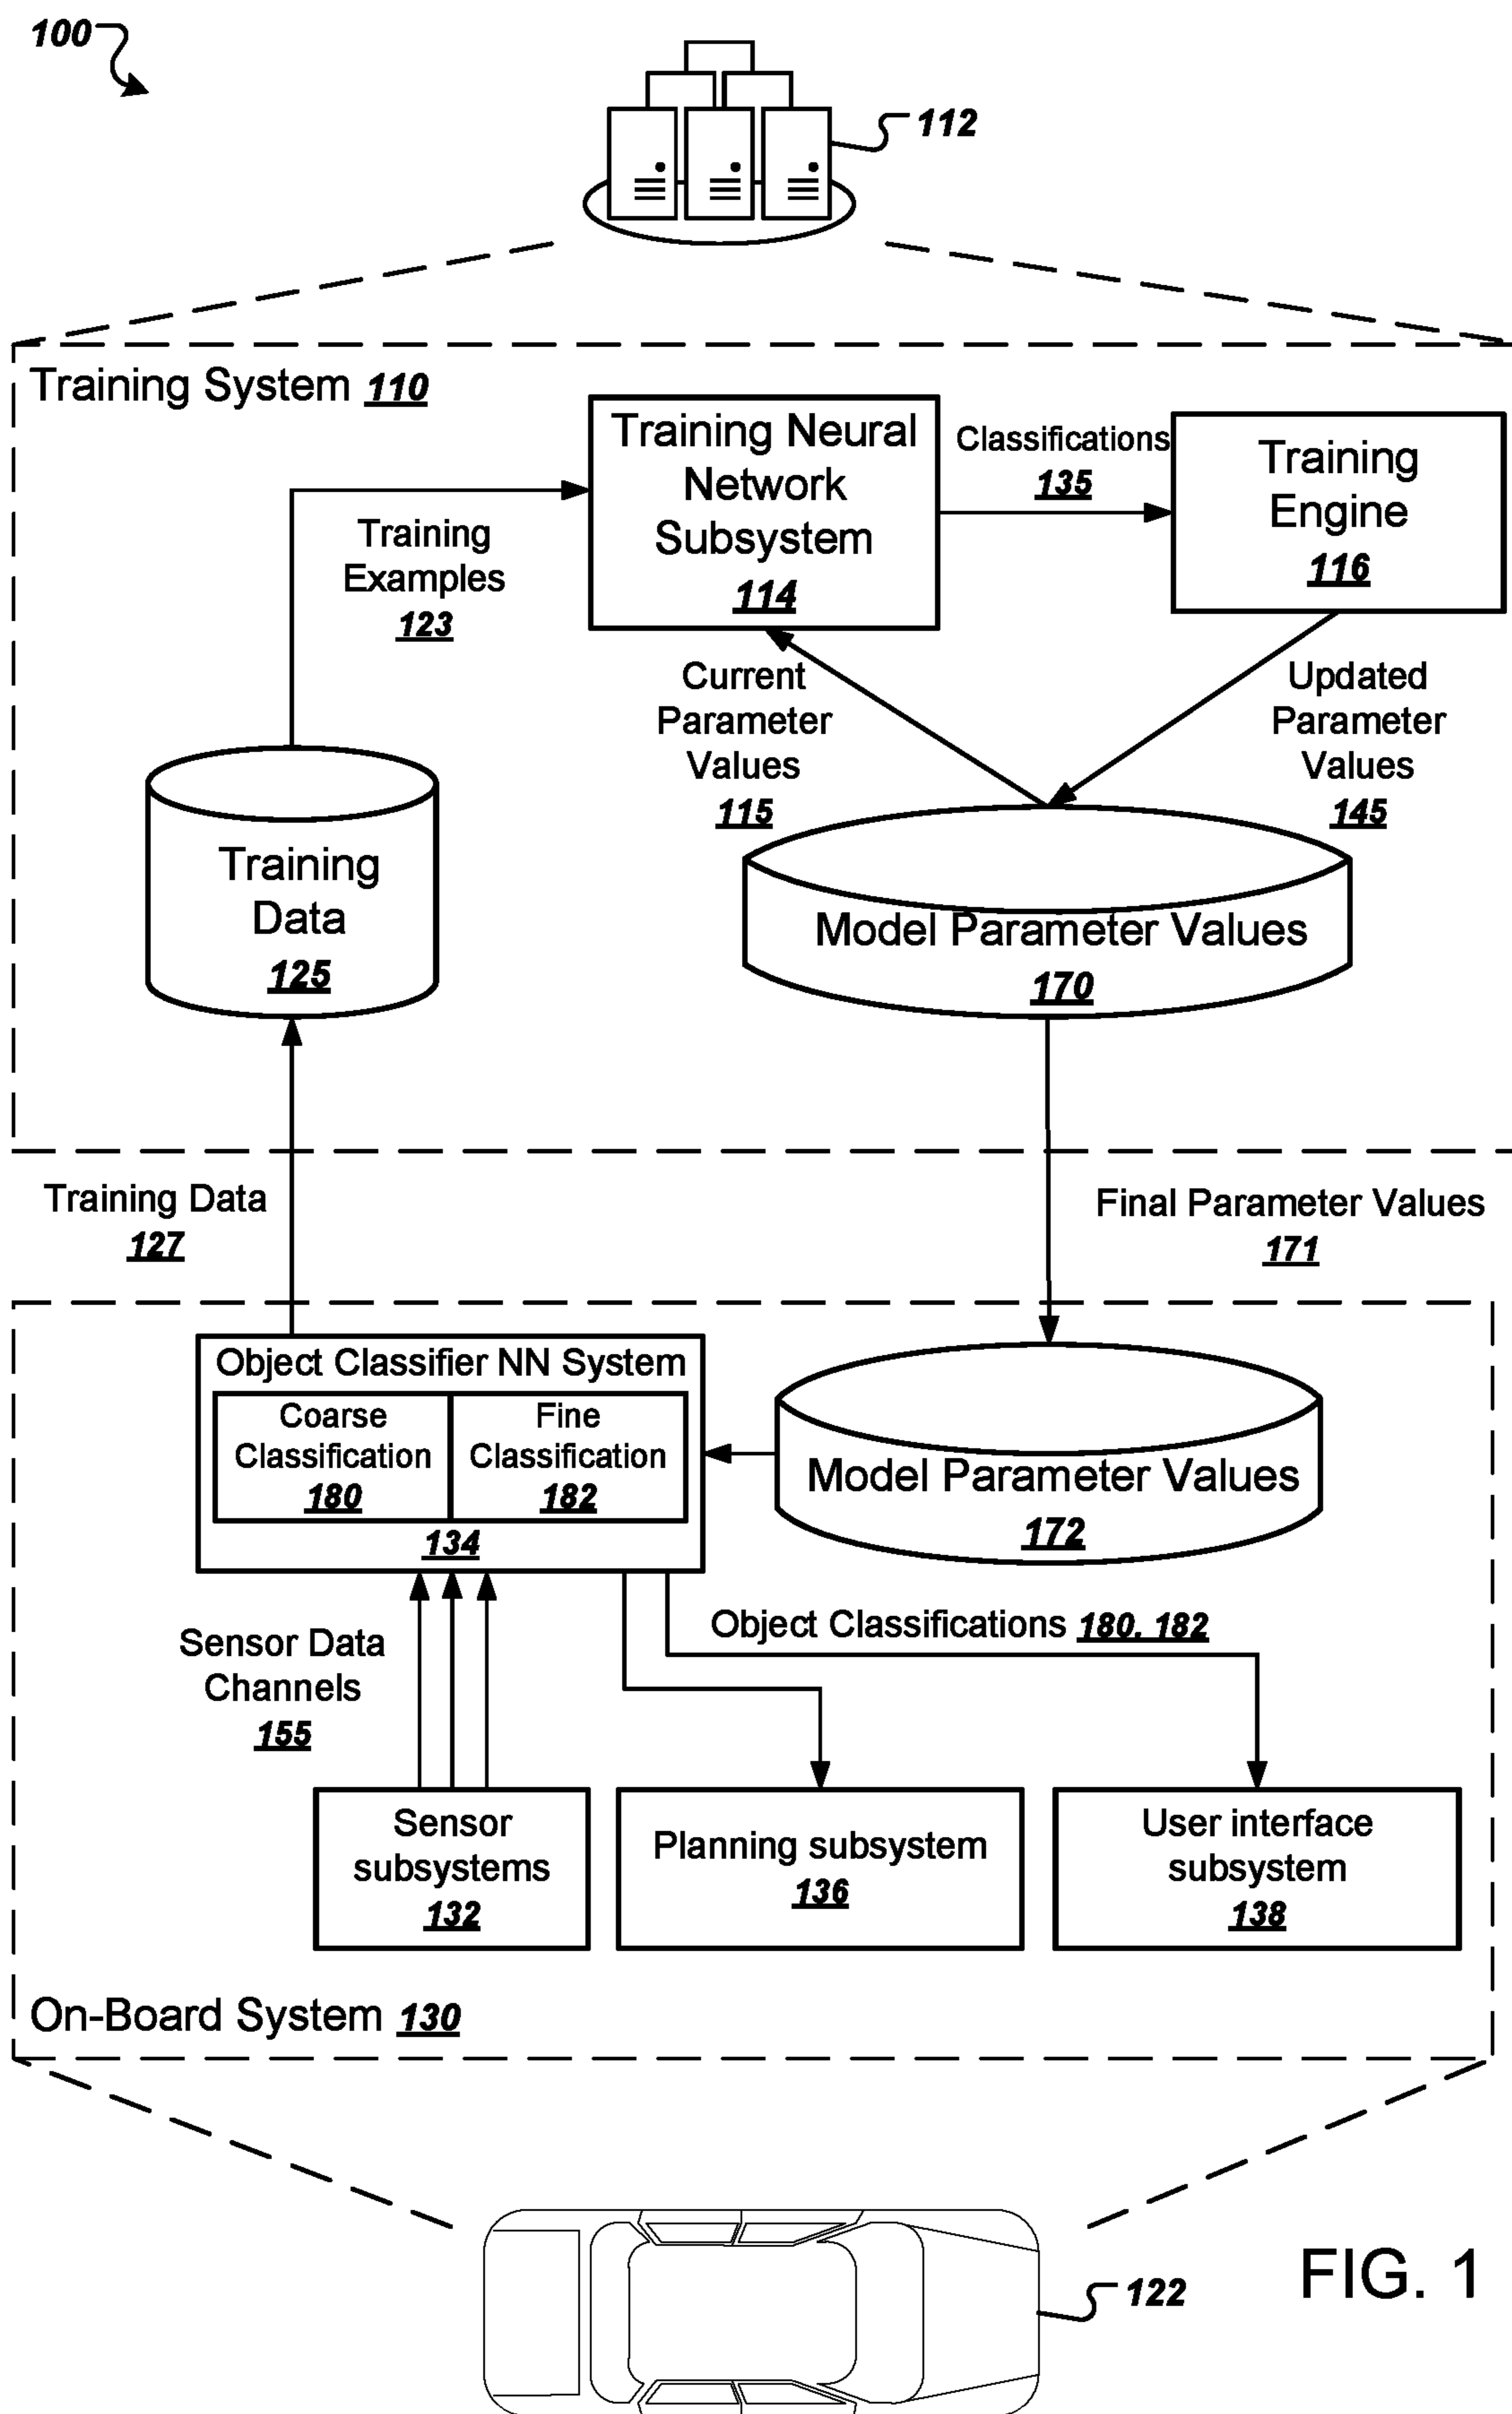 100
112
Training System 110
Training Neural
Network
Subsystem
114
Classifications
135
Training
Engine
116
Training
Examples
123
Current
Parameter
Values
115
Updated
Parameter
Values
145
Training
Data
125
Model Parameter Values
170
Training Data
127
Final Parameter Values
171
Object Classifier NN System
Coarse
Classification
180
Fine
Classification
182
134
Model Parameter Values
172
Sensor Data
Channels
155
Object Classifications 180, 182
Sensor
subsystems
132
Planning subsystem
136
User interface
subsystem
138
On-Board System 130
122
FIG. 1